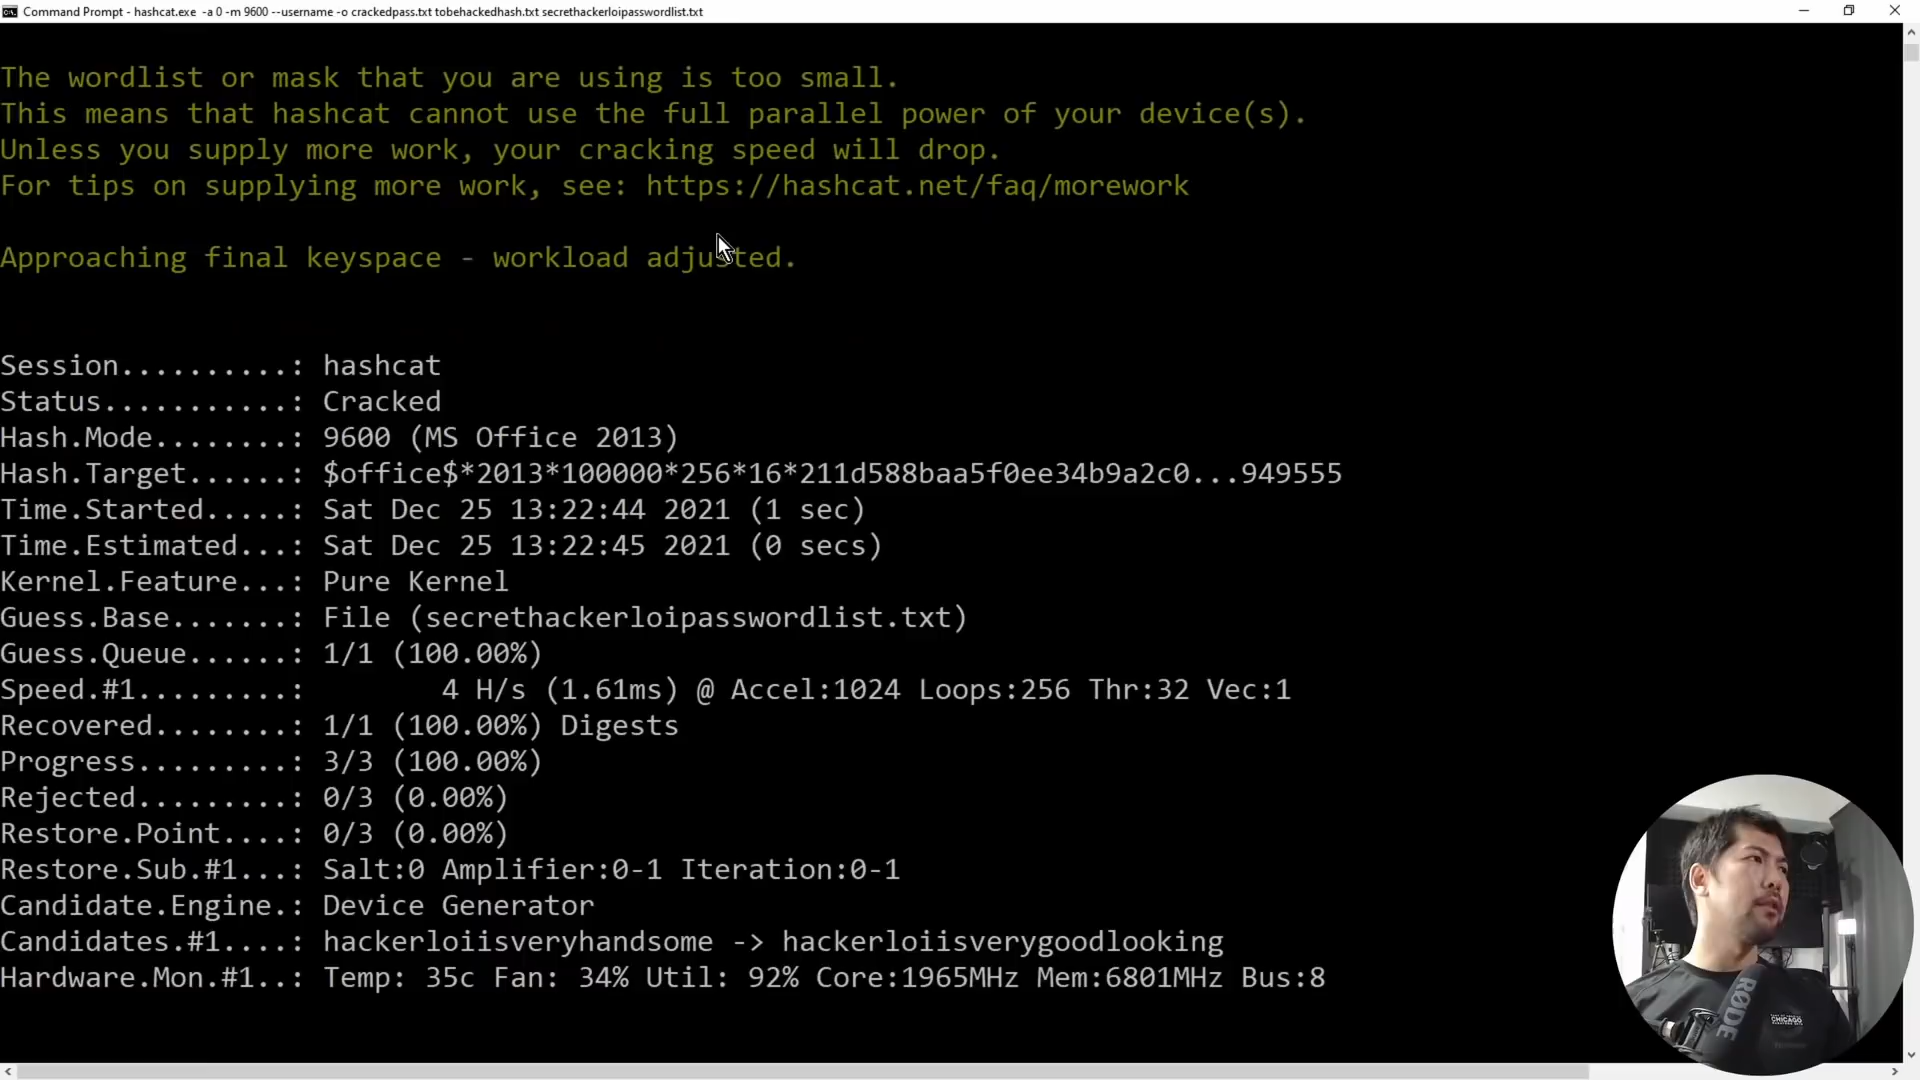 Command Prompt - hashcat.exe -a 0 -m 9600 --username -o crackedpass.txt tobehackedhash.txt secrethackerloipasswordlist.txt
The wordlist or mask that you are using is too small.
This means that hashcat cannot use the full parallel power of your device(s).
Unless you supply more work, your cracking speed will drop.
For tips on supplying more work, see: https://hashcat.net/faq/morework
Approaching final keyspace - workload adjusted.
Session..........: hashcat
Status...........: Cracked
Hash.Mode........: 9600 (MS Office 2013)
Hash.Target......: $office$*2013*100000*256*16*211d588baa5f0ee34b9a2c0...949555
Time.Started.....: Sat Dec 25 13:22:44 2021 (1 sec)
Time.Estimated...: Sat Dec 25 13:22:45 2021 (0 secs)
Kernel.Feature...: Pure Kernel
Guess.Base.......: File (secrethackerloipasswordlist.txt)
Guess.Queue......: 1/1 (100.00%)
Speed.#1.........:        4 H/s (1.61ms) @ Accel:1024 Loops:256 Thr:32 Vec:1
Recovered........: 1/1 (100.00%) Digests
Progress.........: 3/3 (100.00%)
Rejected.........: 0/3 (0.00%)
Restore.Point....: 0/3 (0.00%)
Restore.Sub.#1...: Salt:0 Amplifier:0-1 Iteration:0-1
Candidate.Engine.: Device Generator
Candidates.#1....: hackerloiisveryhandsome -> hackerloiisverygoodlooking
Hardware.Mon.#1..: Temp: 35c Fan: 34% Util: 92% Core:1965MHz Mem:6801MHz Bus:8
RØDE
CHICAGO